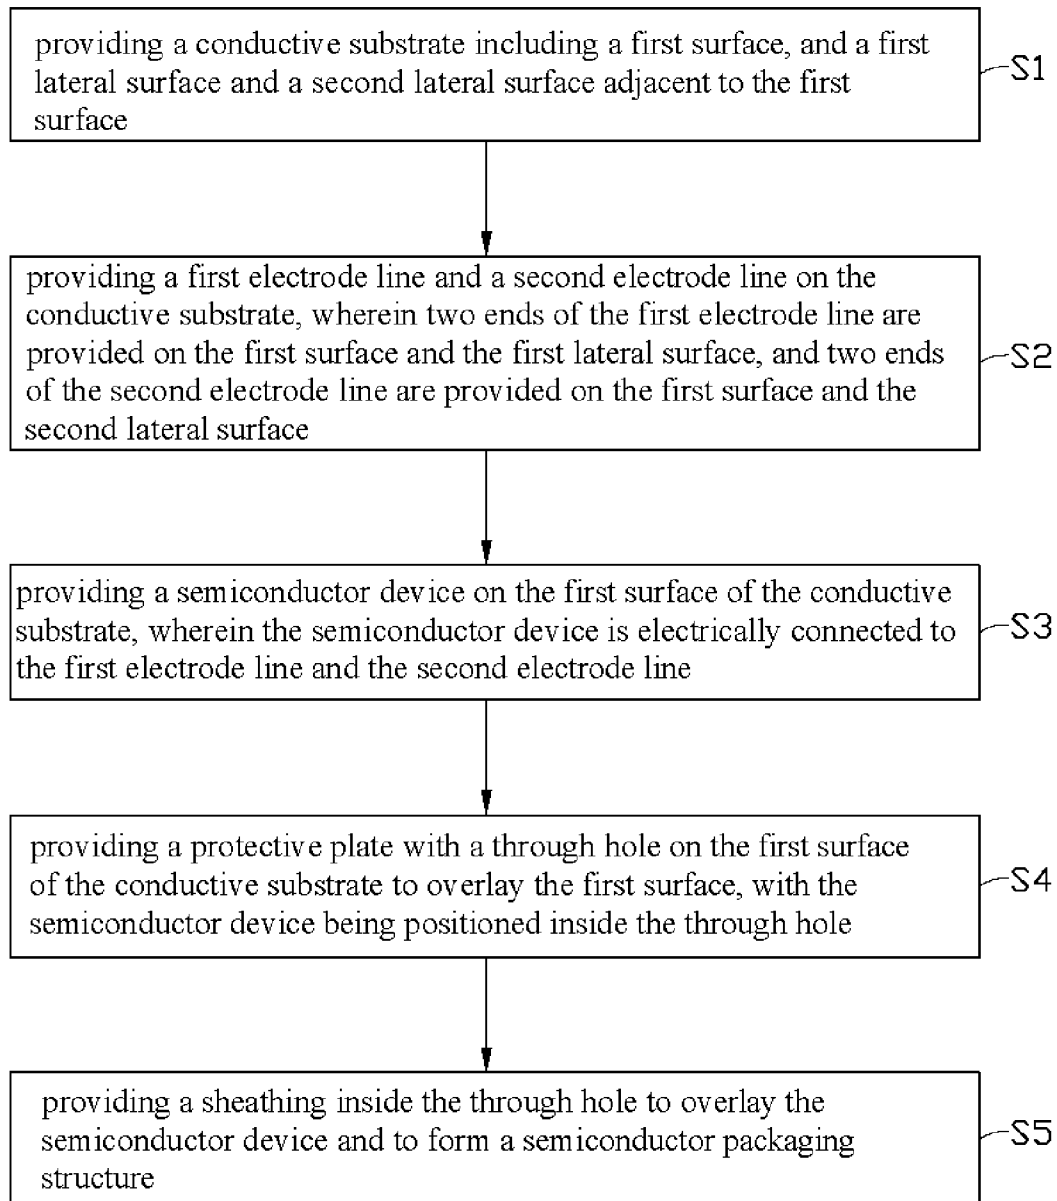 providing a conductive substrate including a first surface, and a first
lateral surface and a second lateral surface adjacent to the first
surface
S1
providing a first electrode line and a second electrode line on the
conductive substrate, wherein two ends of the first electrode line are
provided on the first surface and the first lateral surface, and two ends
of the second electrode line are provided on the first surface and the
second lateral surface
S2
providing a semiconductor device on the first surface of the conductive
substrate, wherein the semiconductor device is electrically connected to
the first electrode line and the second electrode line
S3
providing a protective plate with a through hole on the first surface
of the conductive substrate to overlay the first surface, with the
semiconductor device being positioned inside the through hole
S4
providing a sheathing inside the through hole to overlay the
semiconductor device and to form a semiconductor packaging
structure
S5